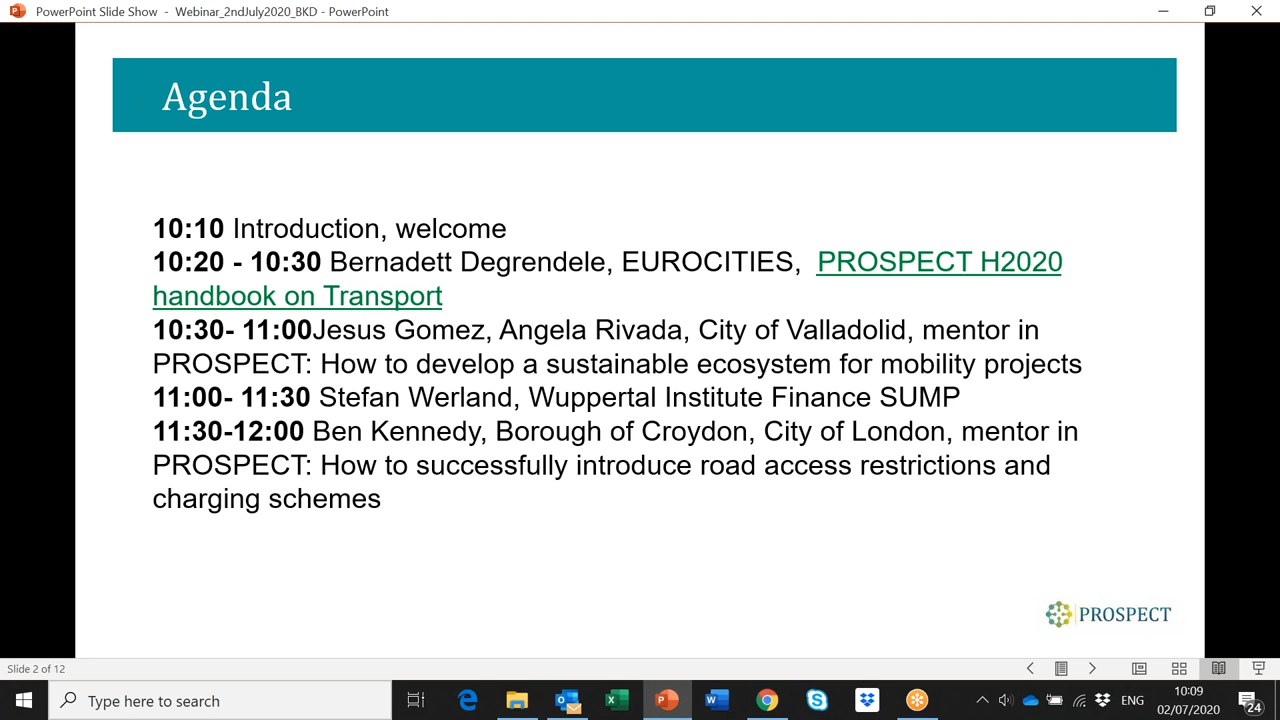 PowerPoint Slide Show - Webinar_2ndJuly2020_BKD - PowerPoint
Agenda
10:10 Introduction, welcome
10:20 - 10:30 Bernadett Degrendele, EUROCITIES, PROSPECT H2020
handbook on Transport
10:30- 11:00Jesus Gomez, Angela Rivada, City of Valladolid, mentor in
PROSPECT: How to develop a sustainable ecosystem for mobility projects
11:00- 11:30 Stefan Werland, Wuppertal Institute Finance SUMP
11:30-12:00 Ben Kennedy, Borough of Croydon, City of London, mentor in
PROSPECT: How to successfully introduce road access restrictions and
charging schemes
PROSPECT
Slide 2 of 12
Type here to search
ENG
10:09
02/07/2020
24